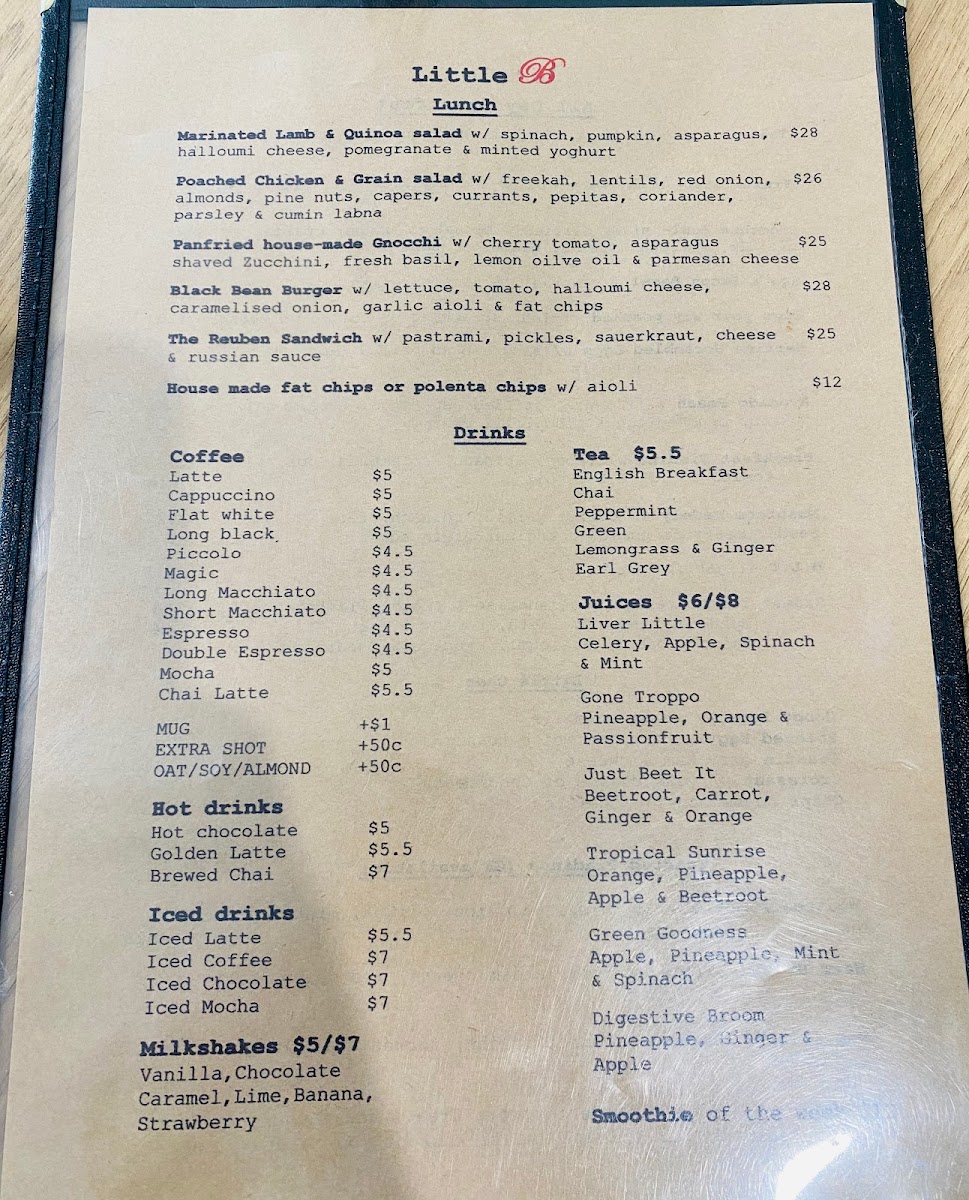 Little B
Lunch
Marinated Lamb & Quinoa salad w/ spinach, pumpkin, asparagus, $28
halloumi cheese, pomegranate & minted yoghurt
Poached Chicken & Grain salad w/ freekah, lentils, red onion, $26
almonds, pine nuts, capers, currants, pepitas, coriander,
parsley & cumin labna
Panfried house-made Gnocchi w/ cherry tomato, asparagus $25
shaved Zucchini, fresh basil, lemon oilve oil & parmesan cheese
Black Bean Burger w/ lettuce, tomato, halloumi cheese, $28
caramelised onion, garlic aioli & fat chips
The Reuben Sandwich w/ pastrami, pickles, sauerkraut, cheese $25
& russian sauce
House made fat chips or polenta chips w/ aioli $12
Drinks
Coffee
Latte $5
Cappuccino $5
Flat white $5
Long black $5
Piccolo $4.5
Magic $4.5
Long Macchiato $4.5
Short Macchiato $4.5
Espresso $4.5
Double Espresso $4.5
Mocha $5
Chai Latte $5.5
MUG +$1
EXTRA SHOT +50c
OAT/SOY/ALMOND +50c
Hot drinks
Hot chocolate $5
Golden Latte $5.5
Brewed Chai $7
Iced drinks
Iced Latte $5.5
Iced Coffee $7
Iced Chocolate $7
Iced Mocha $7
Milkshakes $5/$7
Vanilla,Chocolate
Caramel,Lime,Banana,
Strawberry
Tea $5.5
English Breakfast
Chai
Peppermint
Green
Lemongrass & Ginger
Earl Grey
Juices $6/$8
Liver Little
Celery, Apple, Spinach
& Mint
Gone Troppo
Pineapple, Orange &
Passionfruit
Just Beet It
Beetroot, Carrot,
Ginger & Orange
Tropical Sunrise
Orange, Pineapple,
Apple & Beetroot
Green Goodness
Apple, Pineapple, Mint
& Spinach
Digestive Broom
Pineapple, Ginger &
Apple
Smoothie of the week